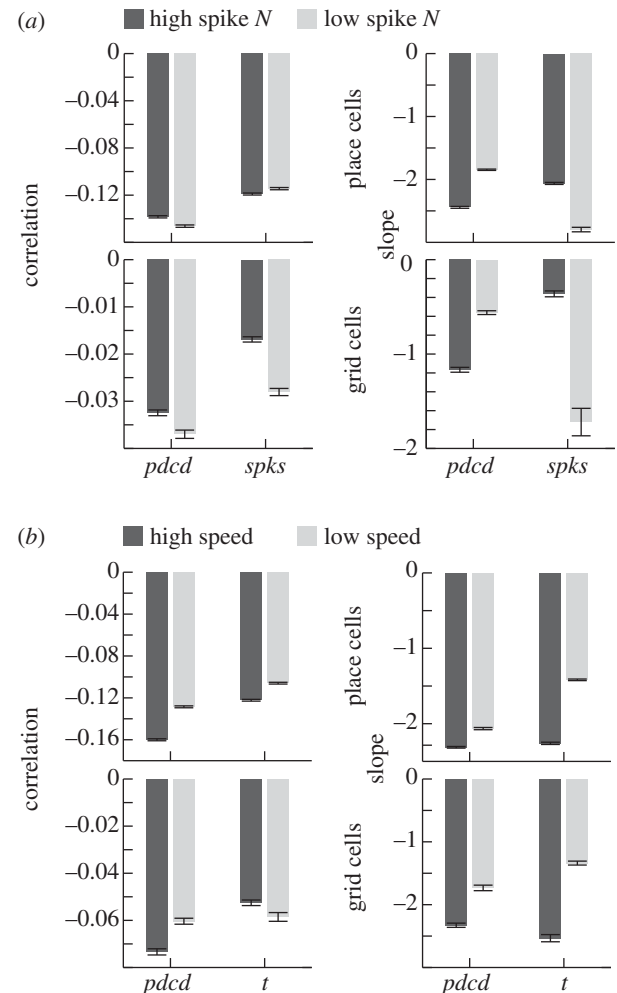 (a) high spike N low spike N
correlation
0
–0.04
–0.08
–0.12
0
–0.01
–0.02
–0.03
pdcd spks
slope
place cells
0
–1
–2
grid cells
0
–1
–2
pdcd spks
(b) high speed low speed
correlation
0
–0.04
–0.08
–0.12
–0.16
0
–0.02
–0.04
–0.06
pdcd t
slope
place cells
0
–1
–2
grid cells
0
–1
–2
pdcd t